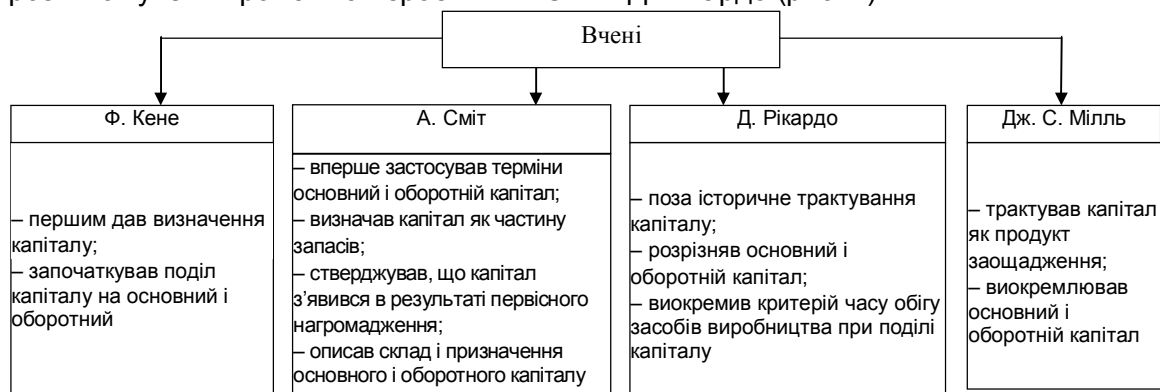 Вчені
Ф. Кене
– першим дав визначення
капіталу;
– започаткував поділ
капіталу на основний і
оборотний
А. Сміт
– вперше застосував терміни
основний і оборотній капітал;
– визначав капітал як частину
запасів;
– стверджував, що капітал
з’явився в результаті первісного
нагромадження;
– описав склад і призначення
основного і оборотного капіталу
Д. Рікардо
– поза історичне трактування
капіталу;
– розрізняв основний і
оборотній капітал;
– виокремив критерій часу обігу
засобів виробництва при поділі
капіталу
Дж. С. Мілль
– трактував капітал
як продукт
заощадження;
– виокремлював
основний і
оборотній капітал